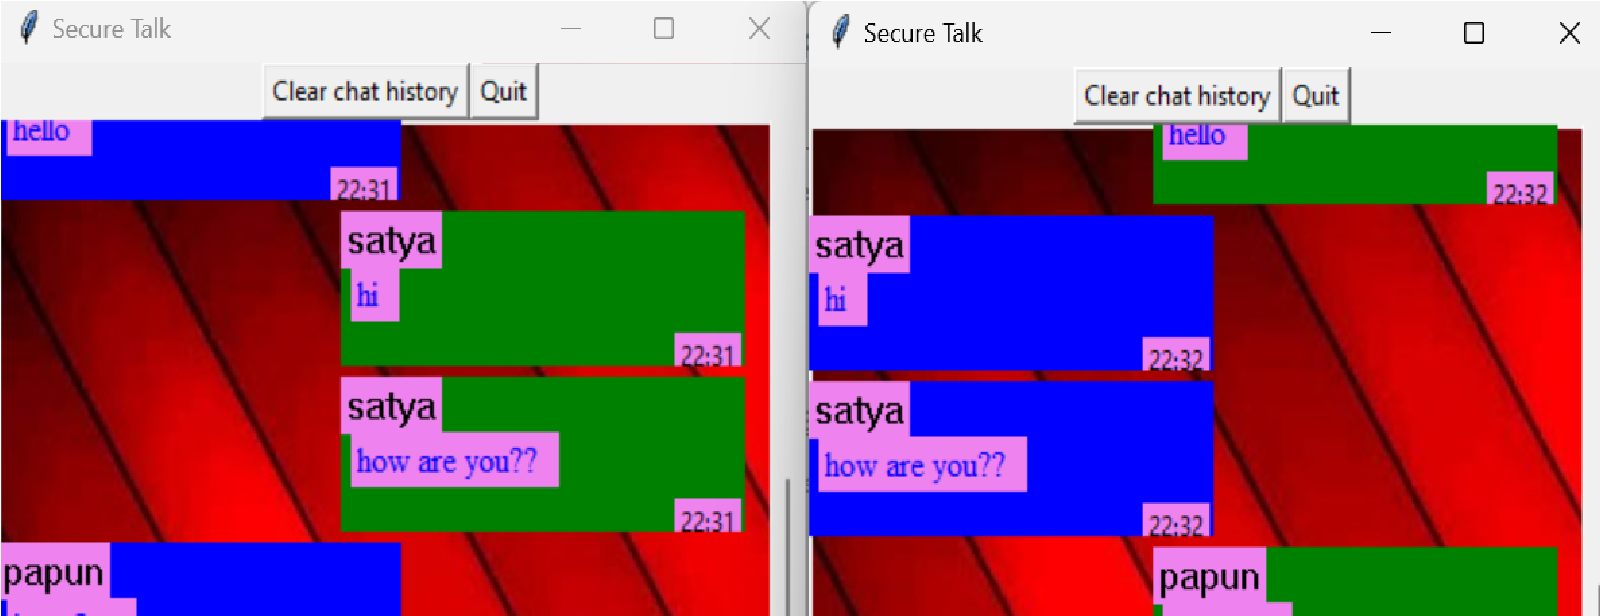 Secure Talk
Clear chat history Quit
hello
22:31
satya
hi
22:31
satya
how are you??
22:31
papun
Secure Talk
Clear chat history Quit
hello
22:32
satya
hi
22:32
satya
how are you??
22:32
papun